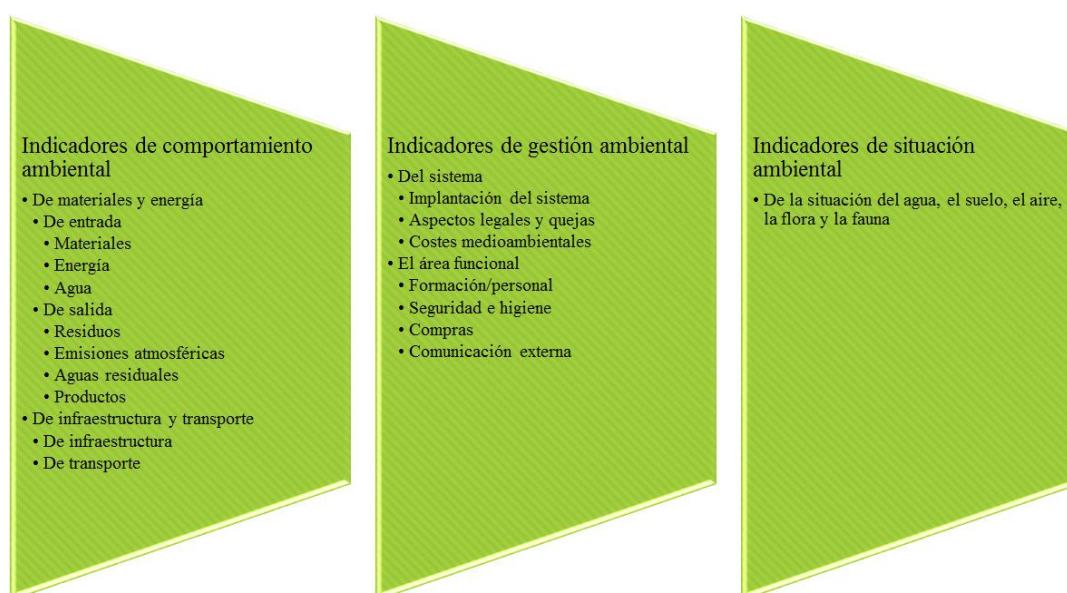 Indicadores de comportamiento
ambiental
• De materiales y energía
• De entrada
• Materiales
• Energía
• Agua
• De salida
• Residuos
• Emisiones atmosféricas
• Aguas residuales
• Productos
• De infraestructura y transporte
• De infraestructura
• De transporte
Indicadores de gestión ambiental
• Del sistema
• Implantación del sistema
• Aspectos legales y quejas
• Costes medioambientales
• El área funcional
• Formación/personal
• Seguridad e higiene
• Compras
• Comunicación externa
Indicadores de situación
ambiental
• De la situación del agua, el suelo, el aire,
la flora y la fauna